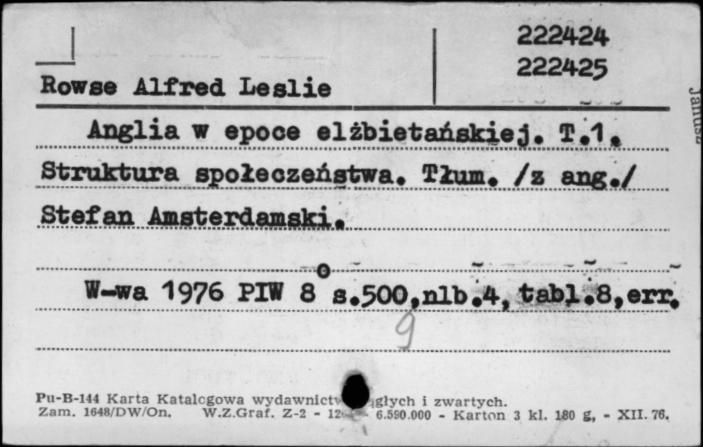 222424
222425
Rowse Alfred Leslie
Anglia w epoce elżbietańskiej. T.1.
Struktura społeczeństwa. Tłum. /z ang./
Stefan Amsterdamski.
W-wa 1976 PIW 8° s.500,nlb.4, tabl.8,err.
9
Pu-B-144 Karta Katalogowa wydawnictw ciągłych i zwartych.
Zam. 1648/DW/On. W.Z.Graf. Z-2 - 6.590.000 - Karton 3 kl. 180 g, - XII. 76.
Janusz